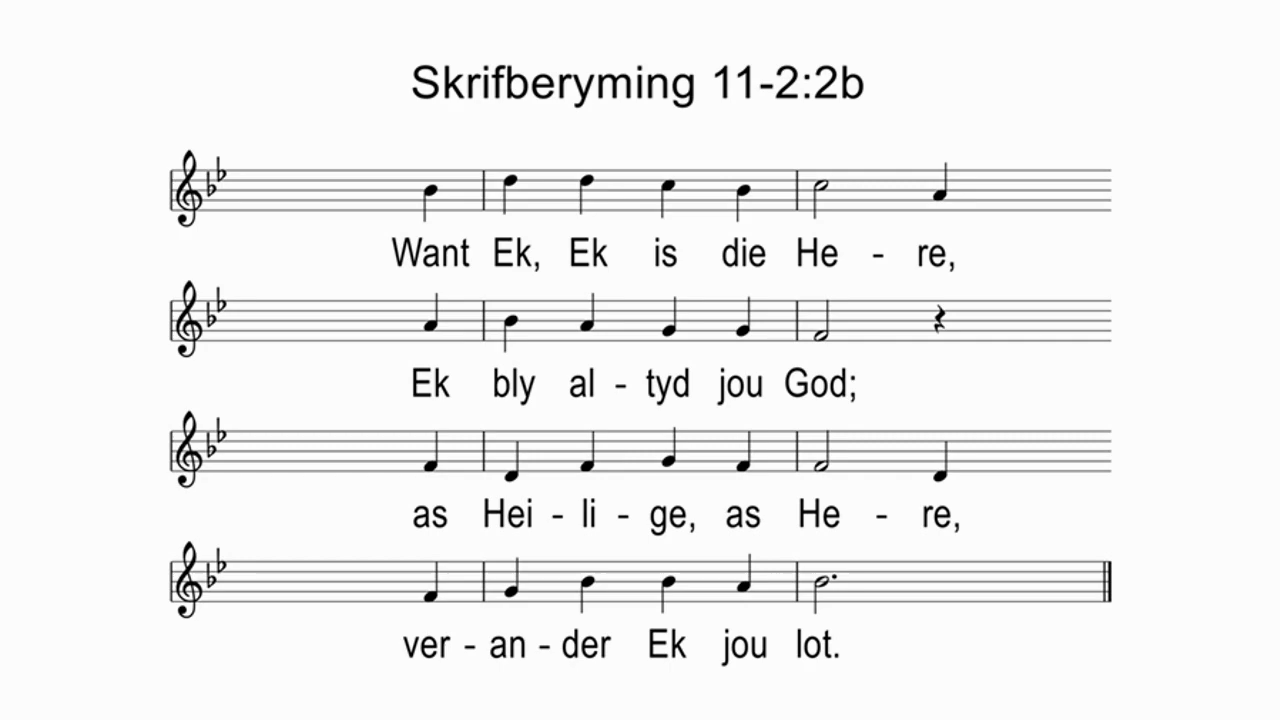 Skrifberyming 11-2:2b
Want Ek, Ek is die He - re,
Ek bly al - tyd jou God;
as Hei - li - ge, as He - re,
ver - an - der Ek jou lot.